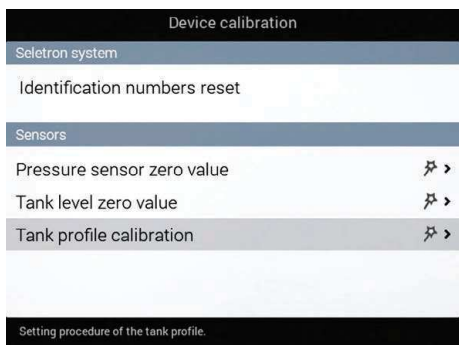 Device calibration
Seletron system
Identification numbers reset
Sensors
Pressure sensor zero value
Tank level zero value
Tank profile calibration
Setting procedure of the tank profile.